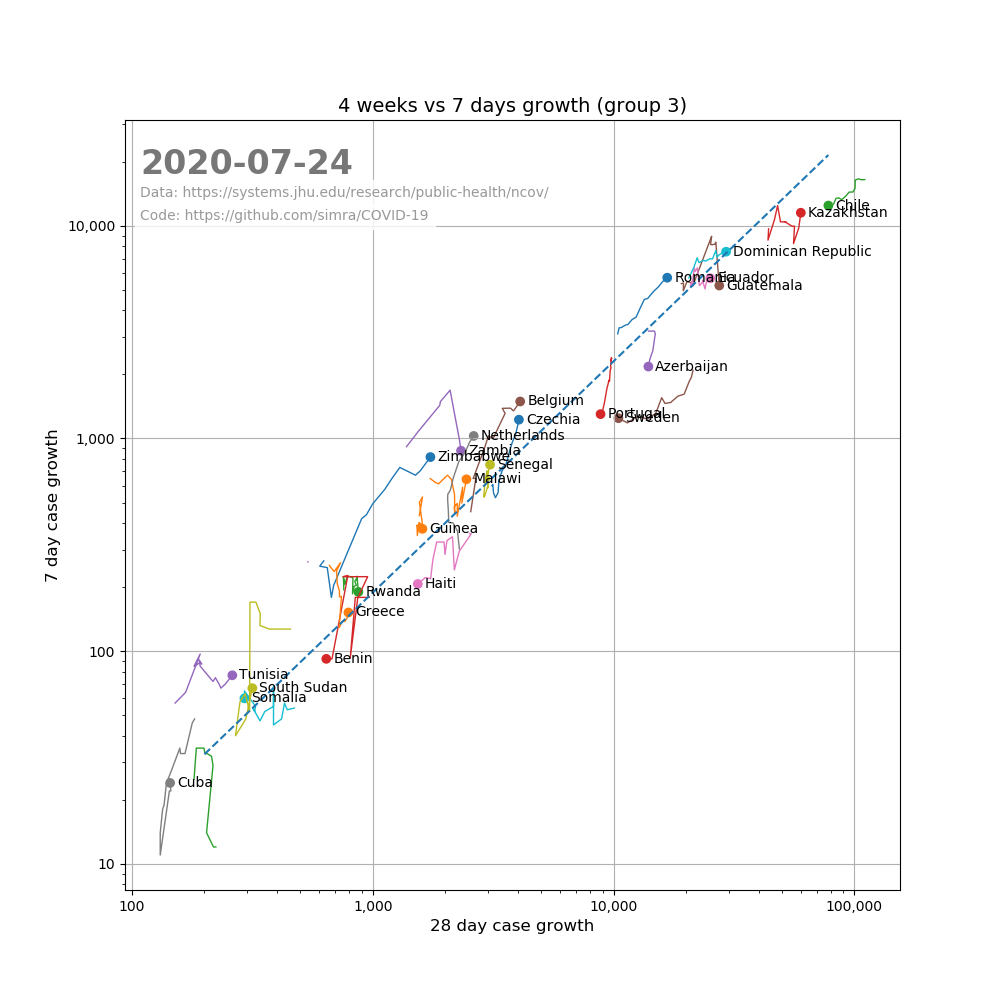 4 weeks vs 7 days growth (group 3)
2020-07-24
Data: https://systems.jhu.edu/research/public-health/ncov/
Code: https://github.com/simra/COVID-19
Chile
Kazakhstan
10,000
Dominican Republic
Romania
Ecuador
Guatemala
Azerbaijan
Belgium
Portugal
Sweden
Czechia
Netherlands
1,000
Zambia
Zimbabwe
Senegal
Malawi
Guinea
Haiti
Rwanda
Greece
Benin
100
Tunisia
South Sudan
Somalia
Cuba
10
7 day case growth
100
1,000
10,000
100,000
28 day case growth